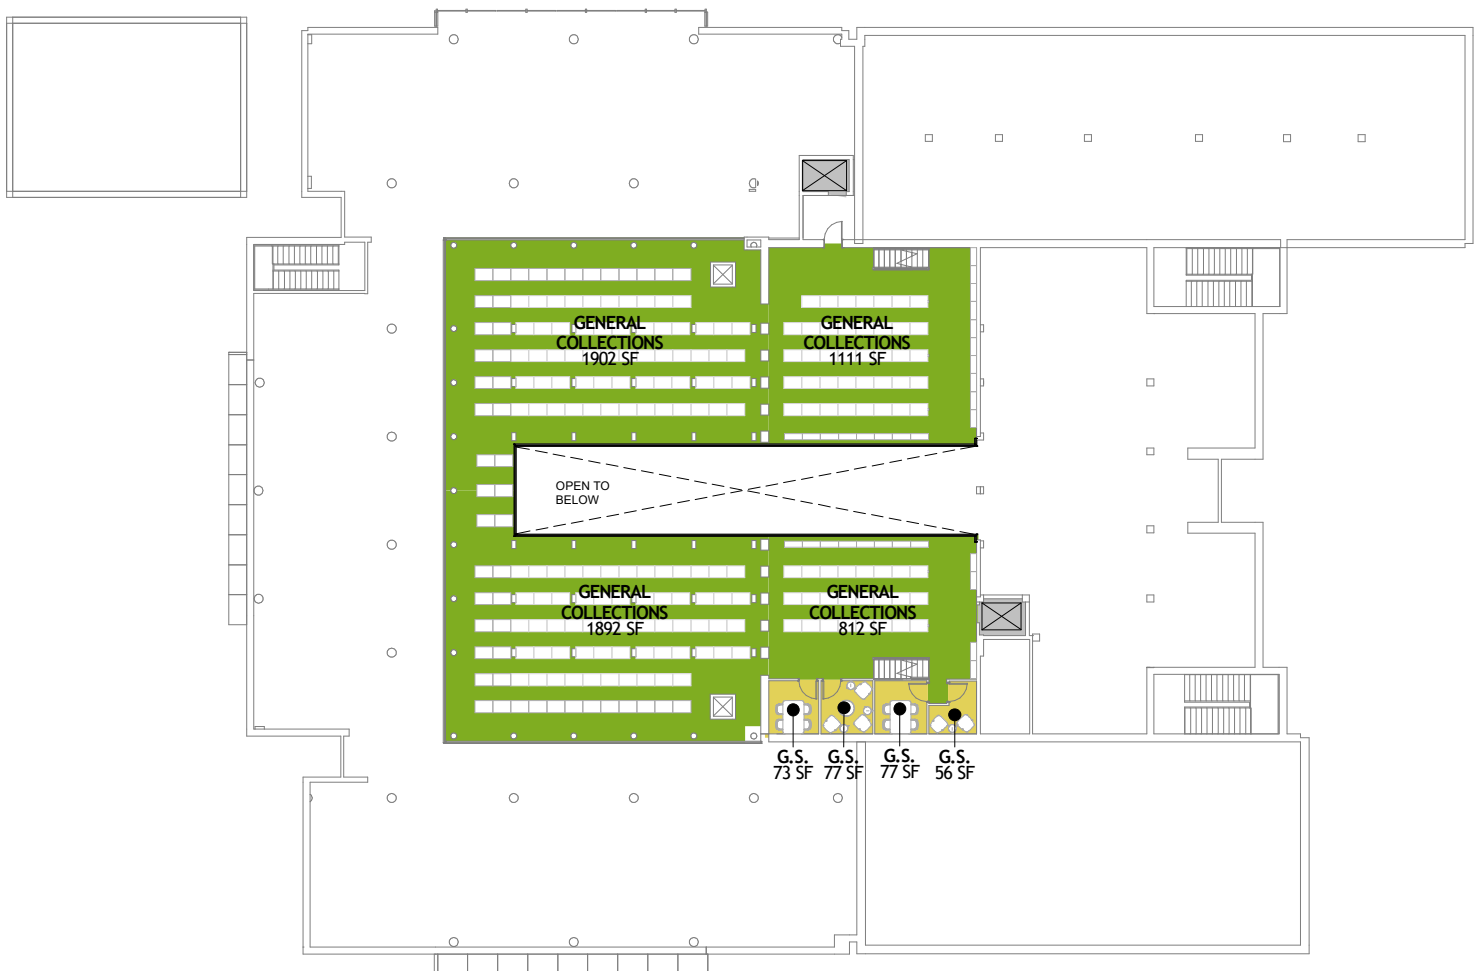 GENERAL
COLLECTIONS
1902 SF
GENERAL
COLLECTIONS
1111 SF
OPEN TO
BELOW
GENERAL
COLLECTIONS
1892 SF
GENERAL
COLLECTIONS
812 SF
G.S.
73 SF
G.S.
77 SF
G.S.
77 SF
G.S.
56 SF